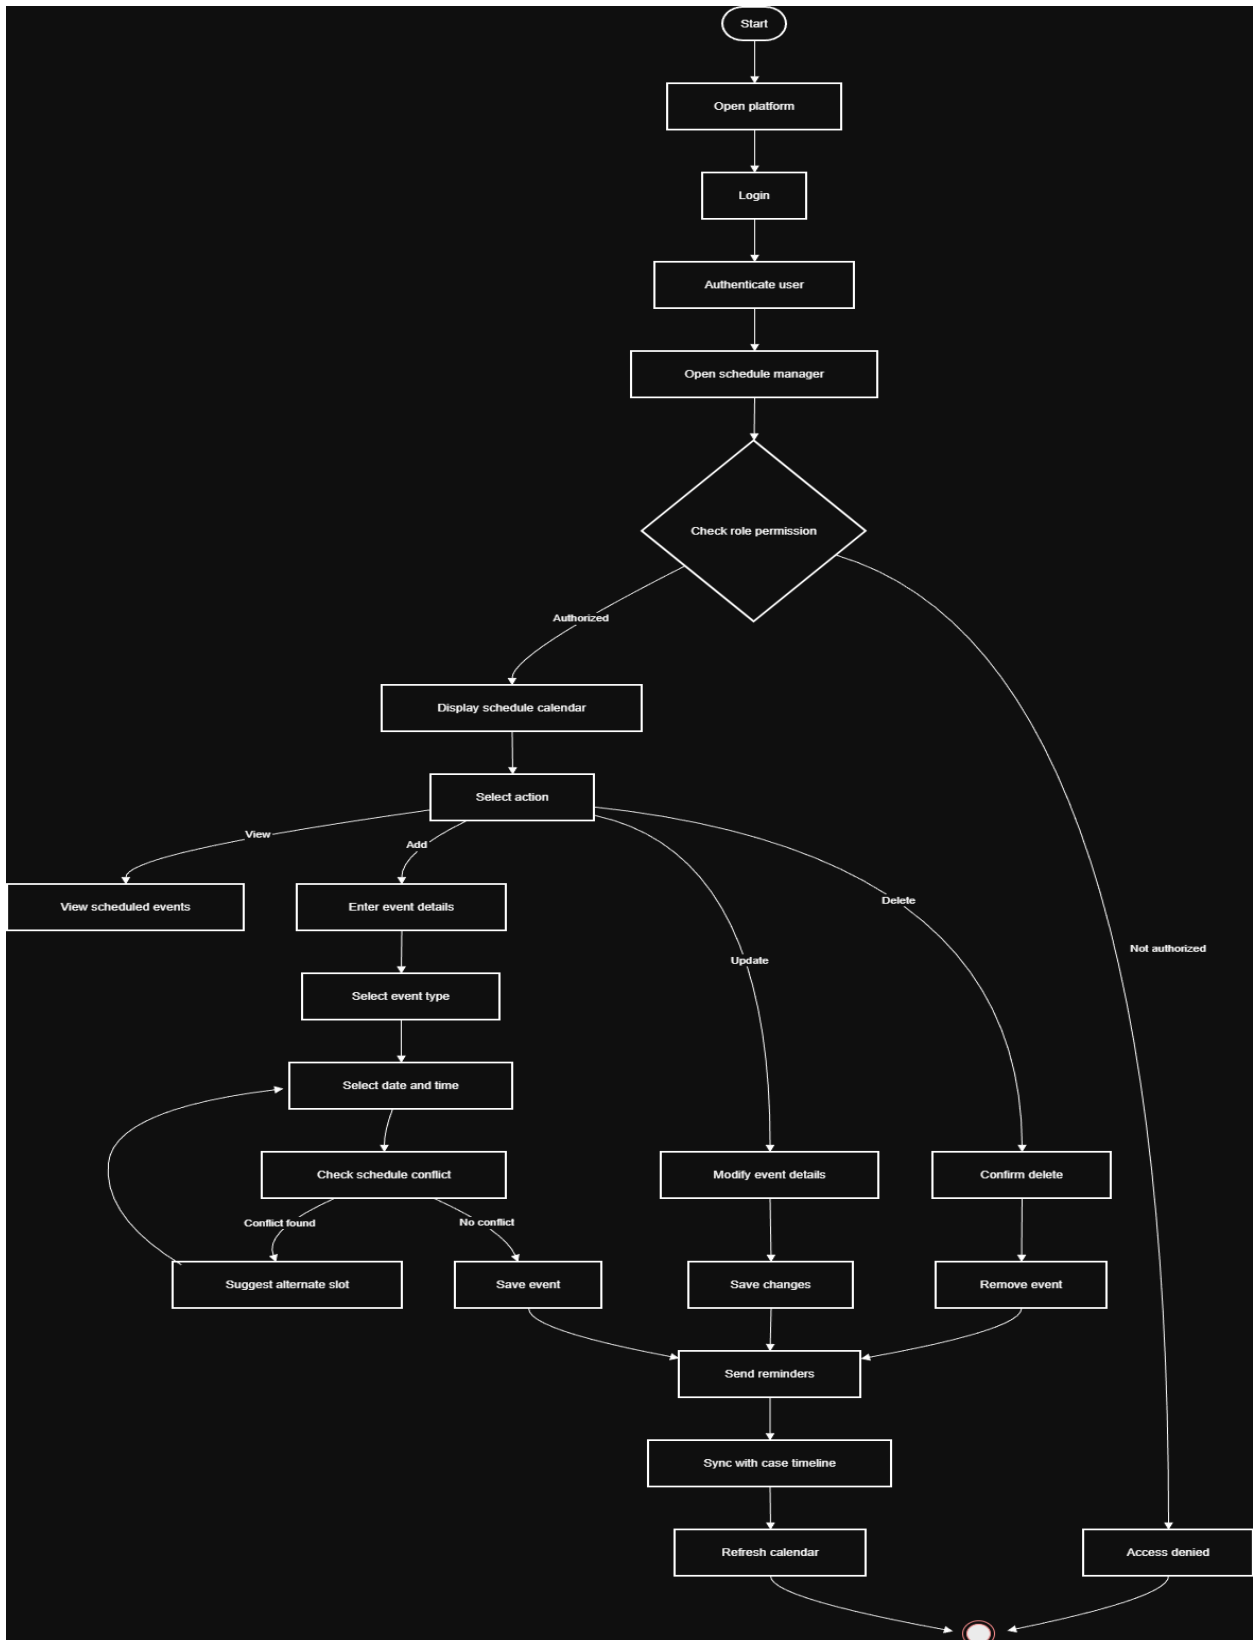 Start
Open platform
Login
Authenticate user
Open schedule manager
Check role permission
Authorized
Display schedule calendar
Select action
View
Add
View scheduled events
Enter event details
Delete
Not authorized
Update
Select event type
Select date and time
Check schedule conflict
Modify event details
Confirm delete
Conflict found
No conflict
Suggest alternate slot
Save event
Save changes
Remove event
Send reminders
Sync with case timeline
Refresh calendar
Access denied